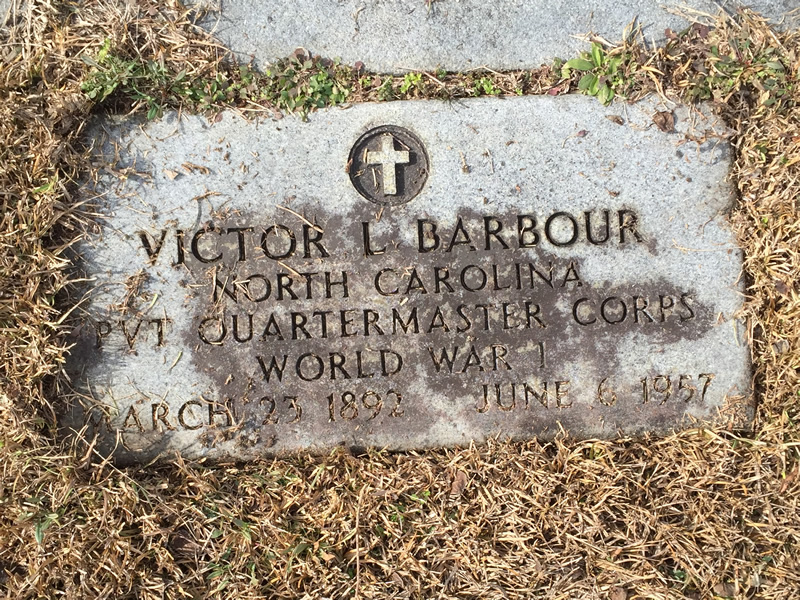 VICTOR L BARBOUR
NORTH CAROLINA
PVT QUARTERMASTER CORPS
WORLD WAR I
MARCH 23 1892 JUNE 6 1957